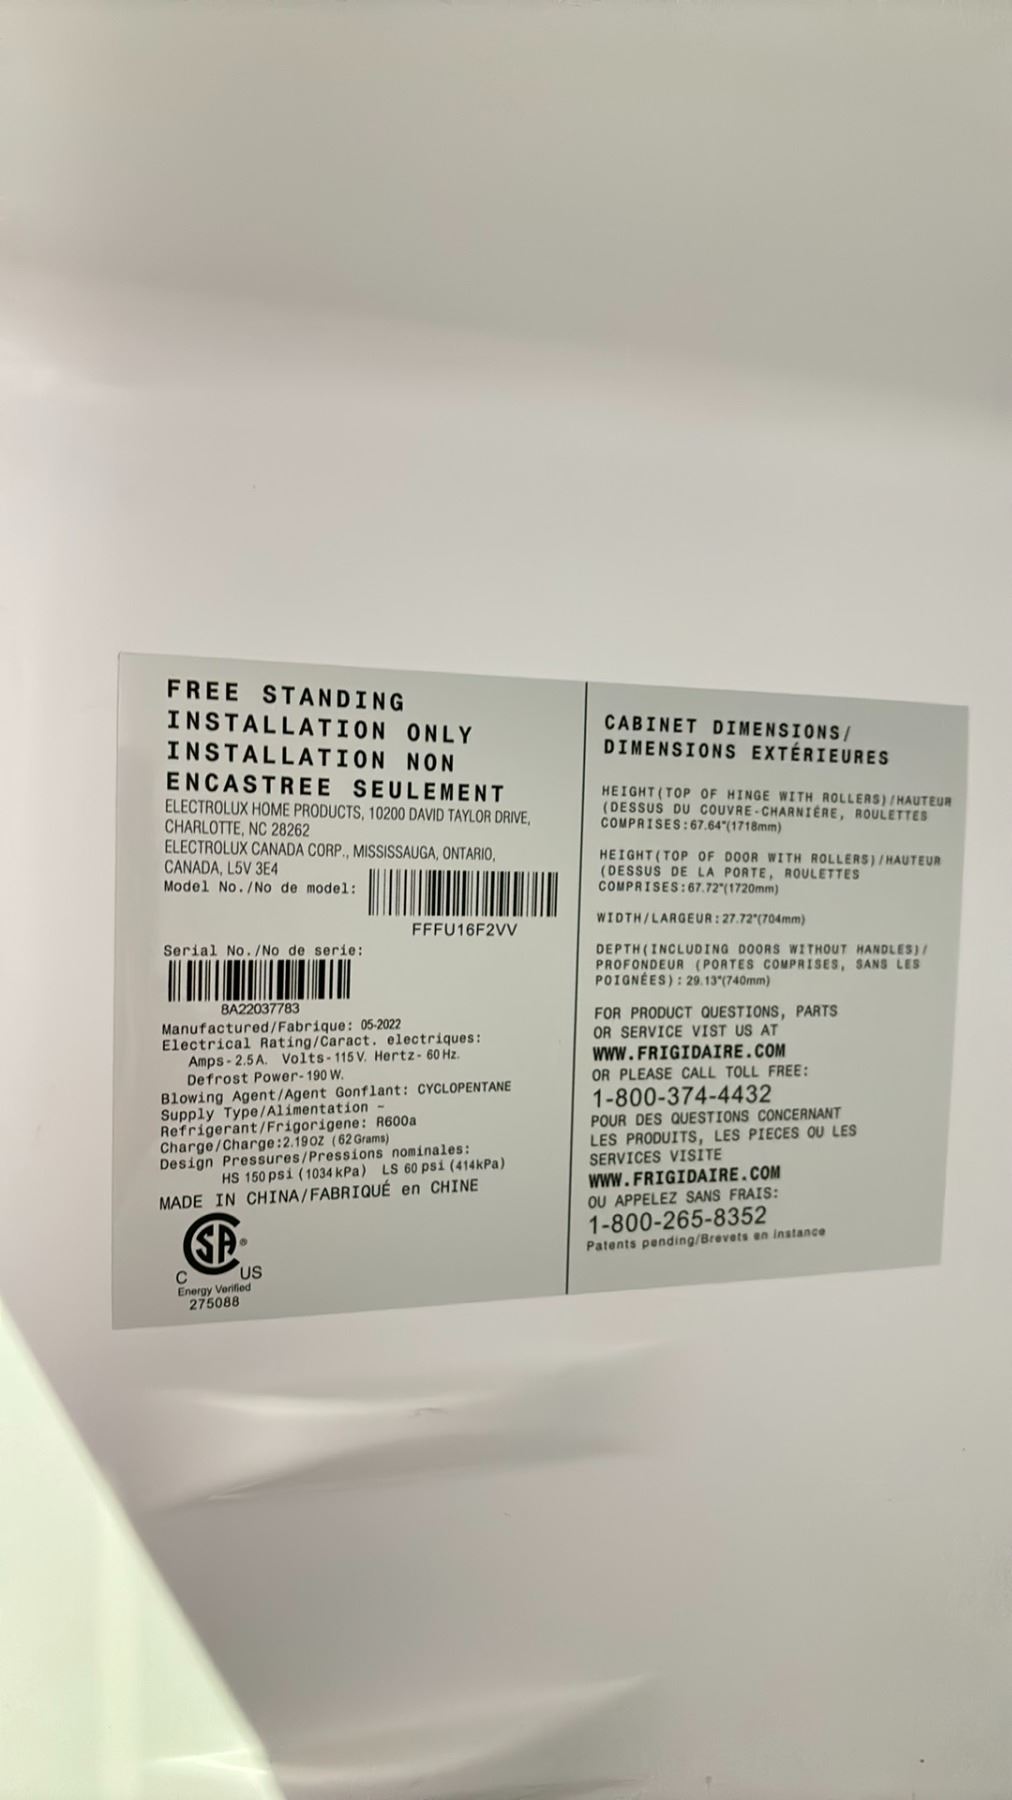 FREE STANDING
INSTALLATION ONLY
INSTALLATION NON
ENCASTREE SEULEMENT
ELECTROLUX HOME PRODUCTS, 10200 DAVID TAYLOR DRIVE,
CHARLOTTE, NC 28262
ELECTROLUX CANADA CORP., MISSISSAUGA, ONTARIO,
CANADA, L5V 3E4
Model No./No de model:
FFFU16F2VV
Serial No./No de serie:
8A22037783
Manufactured/Fabrique: 05-2022
Electrical Rating/Caract. electriques:
Amps-2.5A. Volts-115V. Hertz-60Hz.
Defrost Power-190W.
Blowing Agent/Agent Gonflant: CYCLOPENTANE
Supply Type/Alimentation ~
Refrigerant/Frigorigene: R600a
Charge/Charge:2.19OZ (62Grams)
Design Pressures/Pressions nominales:
HS 150psi (1034kPa) LS 60psi (414kPa)
MADE IN CHINA/FABRIQUÉ en CHINE
SA®
C US
Energy Verified
275088
CABINET DIMENSIONS/
DIMENSIONS EXTÉRIEURES
HEIGHT(TOP OF HINGE WITH ROLLERS)/HAUTEUR
(DESSUS DU COUVRE-CHARNIÉRE, ROULETTES
COMPRISES:67.64"(1718mm)
HEIGHT(TOP OF DOOR WITH ROLLERS)/HAUTEUR
(DESSUS DE LA PORTE, ROULETTES
COMPRISES:67.72"(1720mm)
WIDTH/LARGEUR:27.72"(704mm)
DEPTH(INCLUDING DOORS WITHOUT HANDLES)/
PROFONDEUR (PORTES COMPRISES, SANS LES
POIGNÉES):29.13"(740mm)
FOR PRODUCT QUESTIONS, PARTS
OR SERVICE VIST US AT
WWW.FRIGIDAIRE.COM
OR PLEASE CALL TOLL FREE:
1-800-374-4432
POUR DES QUESTIONS CONCERNANT
LES PRODUITS, LES PIECES OU LES
SERVICES VISITE
WWW.FRIGIDAIRE.COM
OU APPELEZ SANS FRAIS:
1-800-265-8352
Patents pending/Brevets en instance